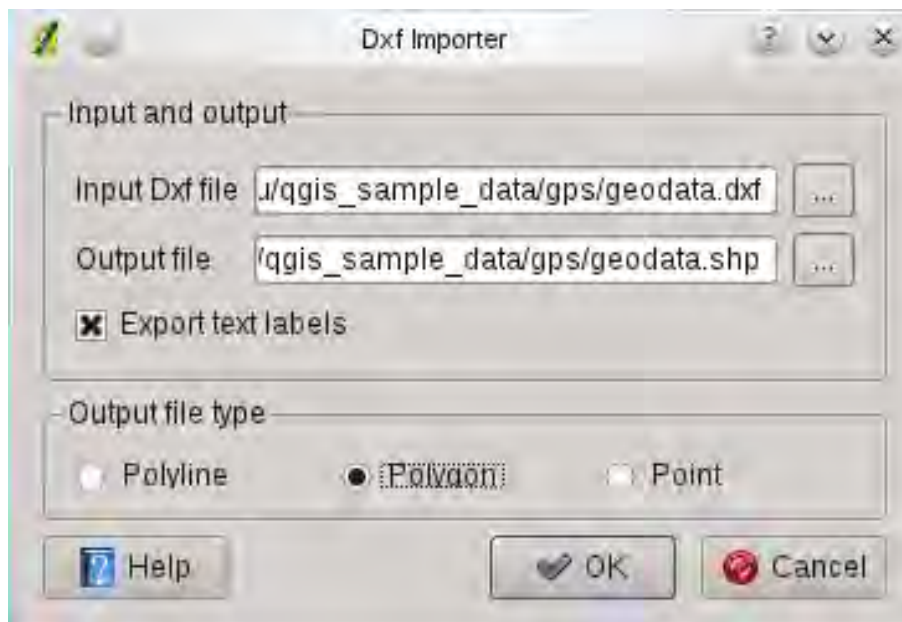 Dxf Importer
Input and output
Input Dxf file u/qgis_sample_data/gps/geodata.dxf ...
Output file /qgis_sample_data/gps/geodata.shp ...
Export text labels
Output file type
Polyline Polygon Point
Help OK Cancel